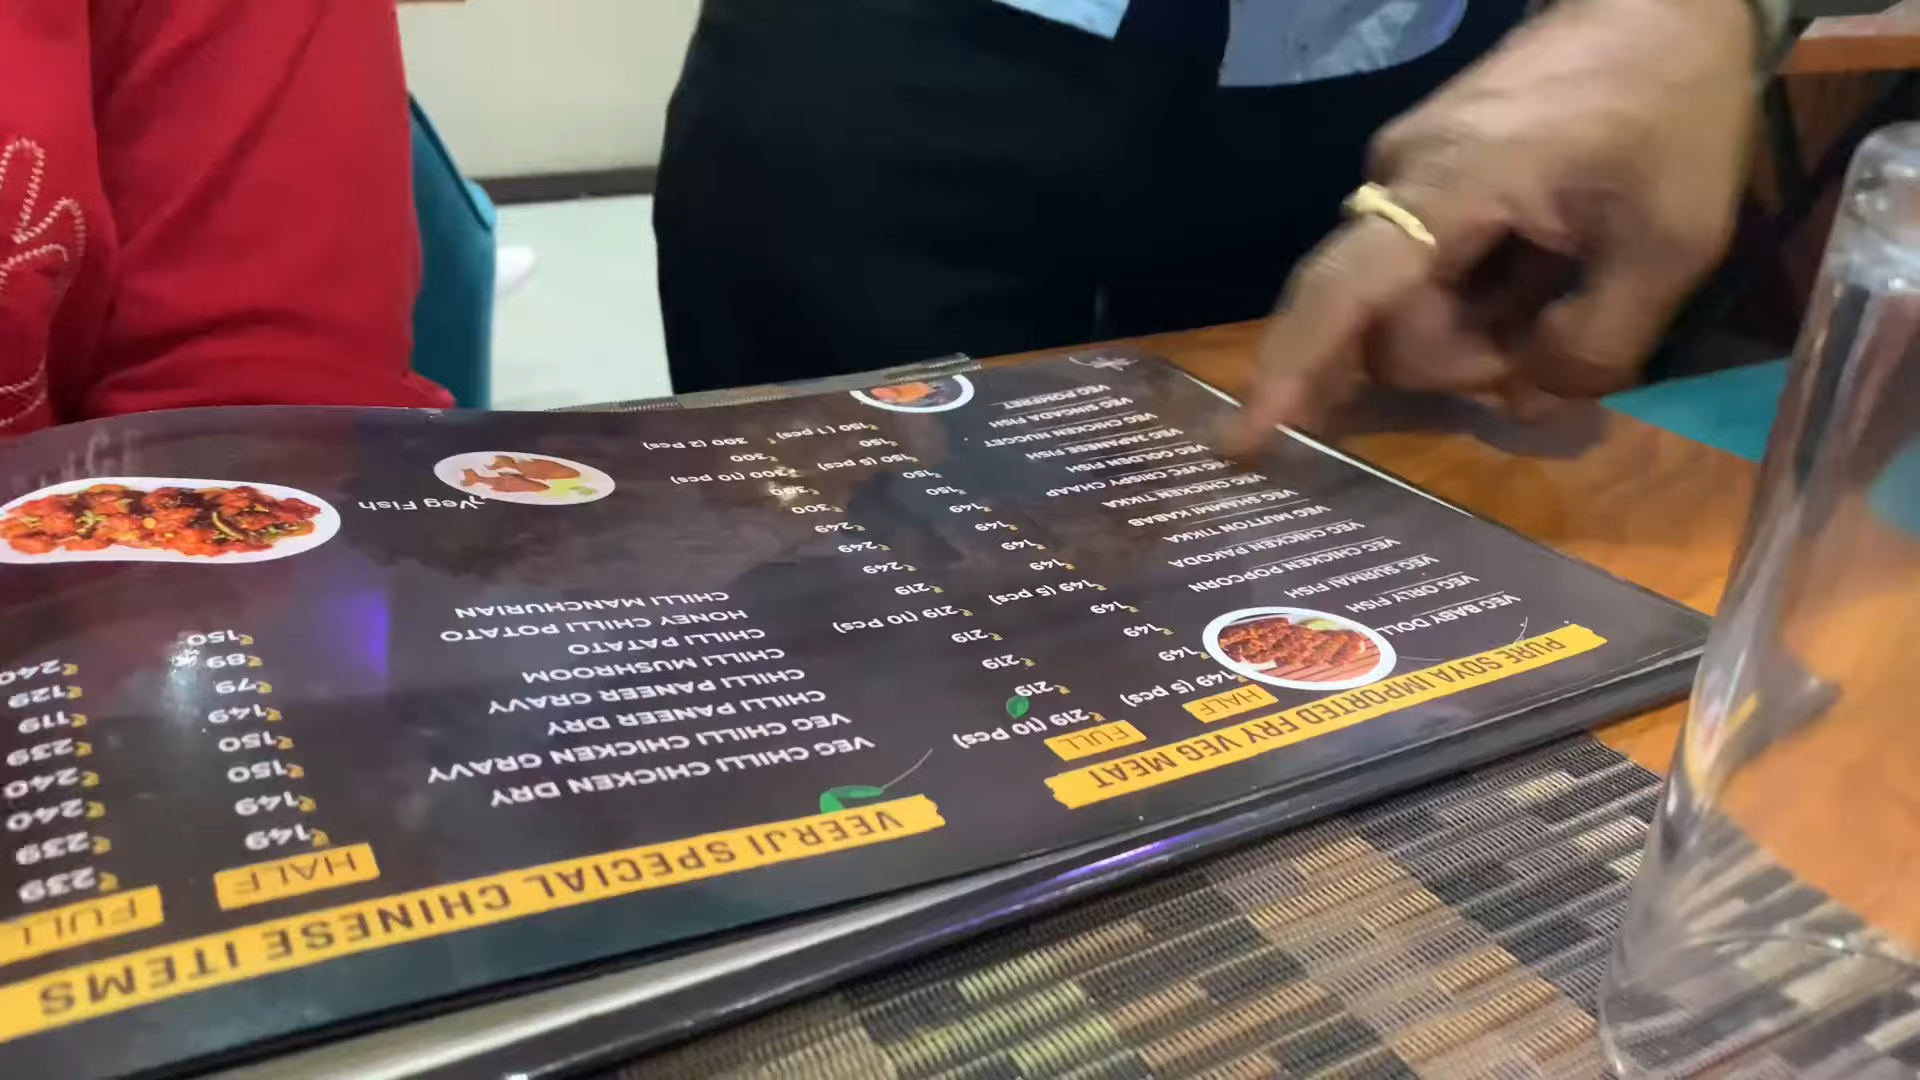 PURE SOYA IMPORTED FRY VEG MEAT
HALF FULL
VEG BABY DOLL ₹149 (5 pcs) ₹219 (10 pcs)
VEG ORLY FISH ₹149 ₹219
VEG SURMAI FISH ₹149 ₹219
VEG CHICKEN POPCORN ₹149 ₹219
VEG CHICKEN PAKODA ₹149 (5 pcs) ₹219 (10 Pcs)
VEG MUTTON TIKKA ₹149 ₹219
VEG SHAMMI KABAB ₹149 ₹249
VEG CHICKEN TIKKA ₹149 ₹249
VEG VFC CRISPY CHAAP ₹149 ₹249
VEG GOLDEN FISH ₹150 ₹300
VEG JAPANESE FISH ₹150 ₹300
VEG CHICKEN NUGGET ₹150 (5 pcs) ₹300 (10 pcs)
VEG SINGADA FISH ₹150 ₹300
VEG POMFRET ₹150 (1 pcs) ₹300 (2 Pcs)
VEERJI SPECIAL CHINESE ITEMS
HALF FULL
VEG CHILLI CHICKEN DRY ₹149 ₹239
VEG CHILLI CHICKEN GRAVY ₹149 ₹239
CHILLI PANEER DRY ₹150 ₹240
CHILLI PANEER GRAVY ₹150 ₹240
CHILLI MUSHROOM ₹149 ₹239
CHILLI PATATO ₹79 ₹119
HONEY CHILLI POTATO ₹89 ₹129
CHILLI MANCHURIAN ₹150 ₹240
Veg Fish